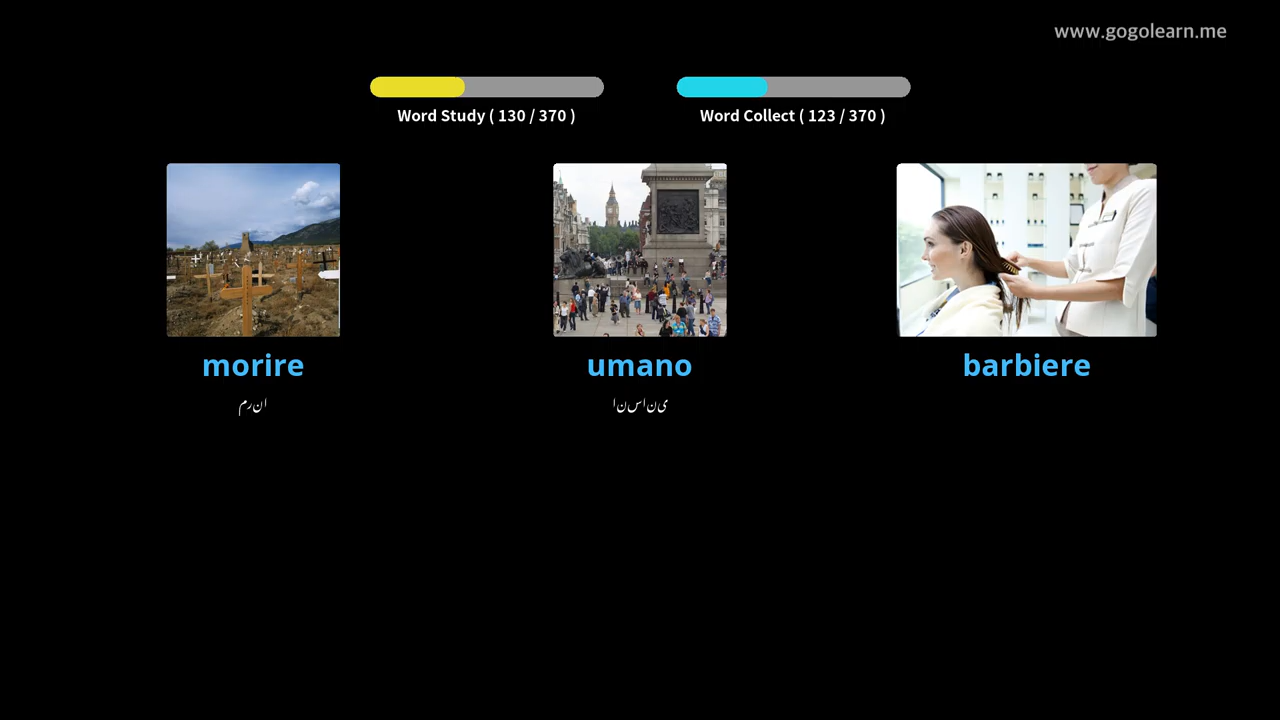 www.gogolearn.me
Word Study ( 130 / 370 )
Word Collect ( 123 / 370 )
morire
umano
barbiere
مرنا
انسانی